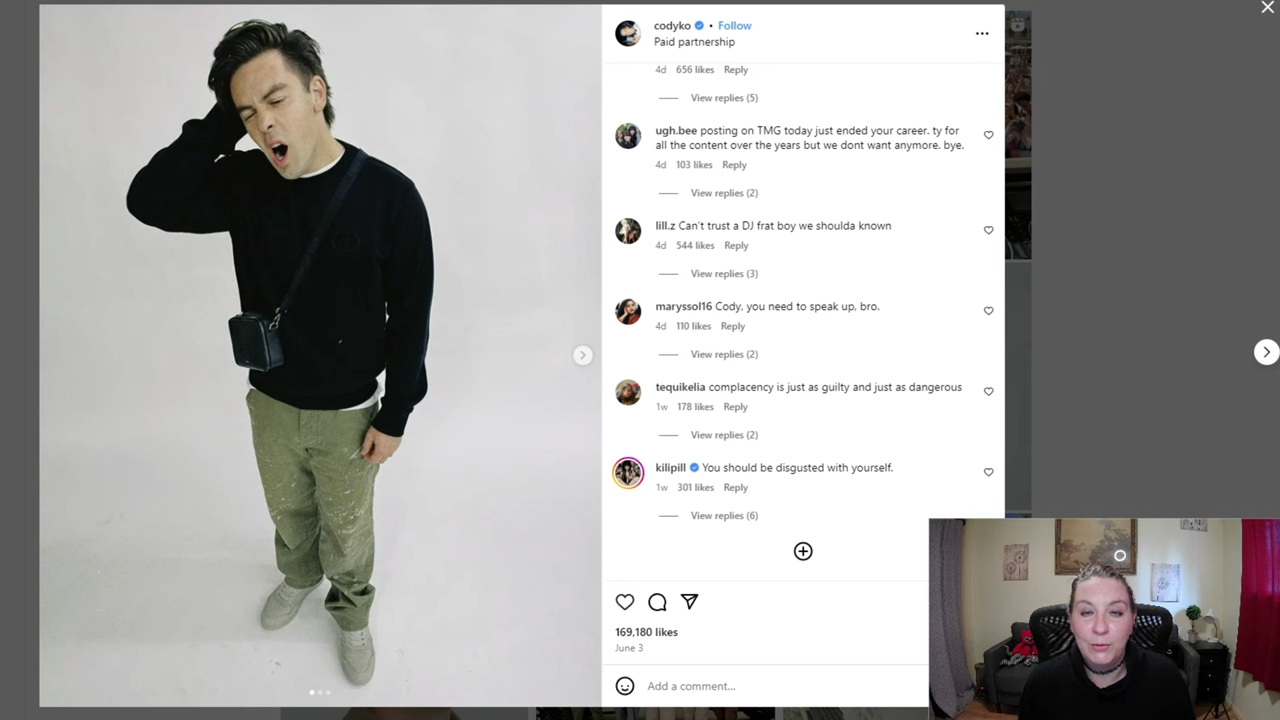 codyko • Follow
Paid partnership
4d 656 likes Reply
View replies (5)
ugh.bee posting on TMG today just ended your career. ty for
all the content over the years but we dont want anymore. bye.
4d 103 likes Reply
View replies (2)
lill.z Can't trust a DJ frat boy we shoulda known
4d 544 likes Reply
View replies (3)
maryssol16 Cody, you need to speak up, bro.
4d 110 likes Reply
View replies (2)
tequikelia complacency is just as guilty and just as dangerous
1w 178 likes Reply
View replies (2)
kilipill You should be disgusted with yourself.
1w 301 likes Reply
View replies (6)
169,180 likes
June 3
Add a comment...